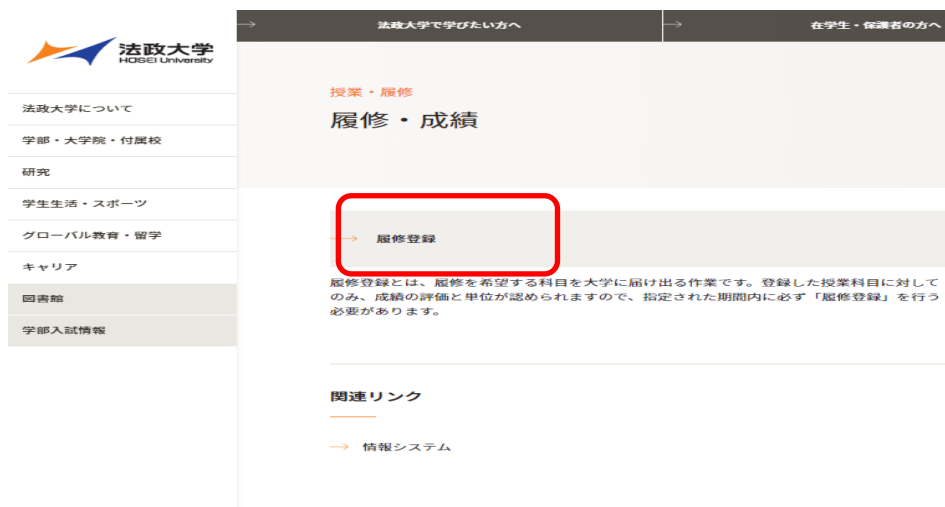 法政大学で学びたい方へ
在学生・保護者の方へ
法政大学
HOSEI University
法政大学について
学部・大学院・付属校
研究
学生生活・スポーツ
グローバル教育・留学
キャリア
図書館
学部入試情報
授業・履修
履修・成績
履修登録
履修登録とは、履修を希望する科目を大学に届け出る作業です。登録した授業科目に対して
のみ、成績の評価と単位が認められますので、指定された期間内に必ず「履修登録」を行う
必要があります。
関連リンク
情報システム